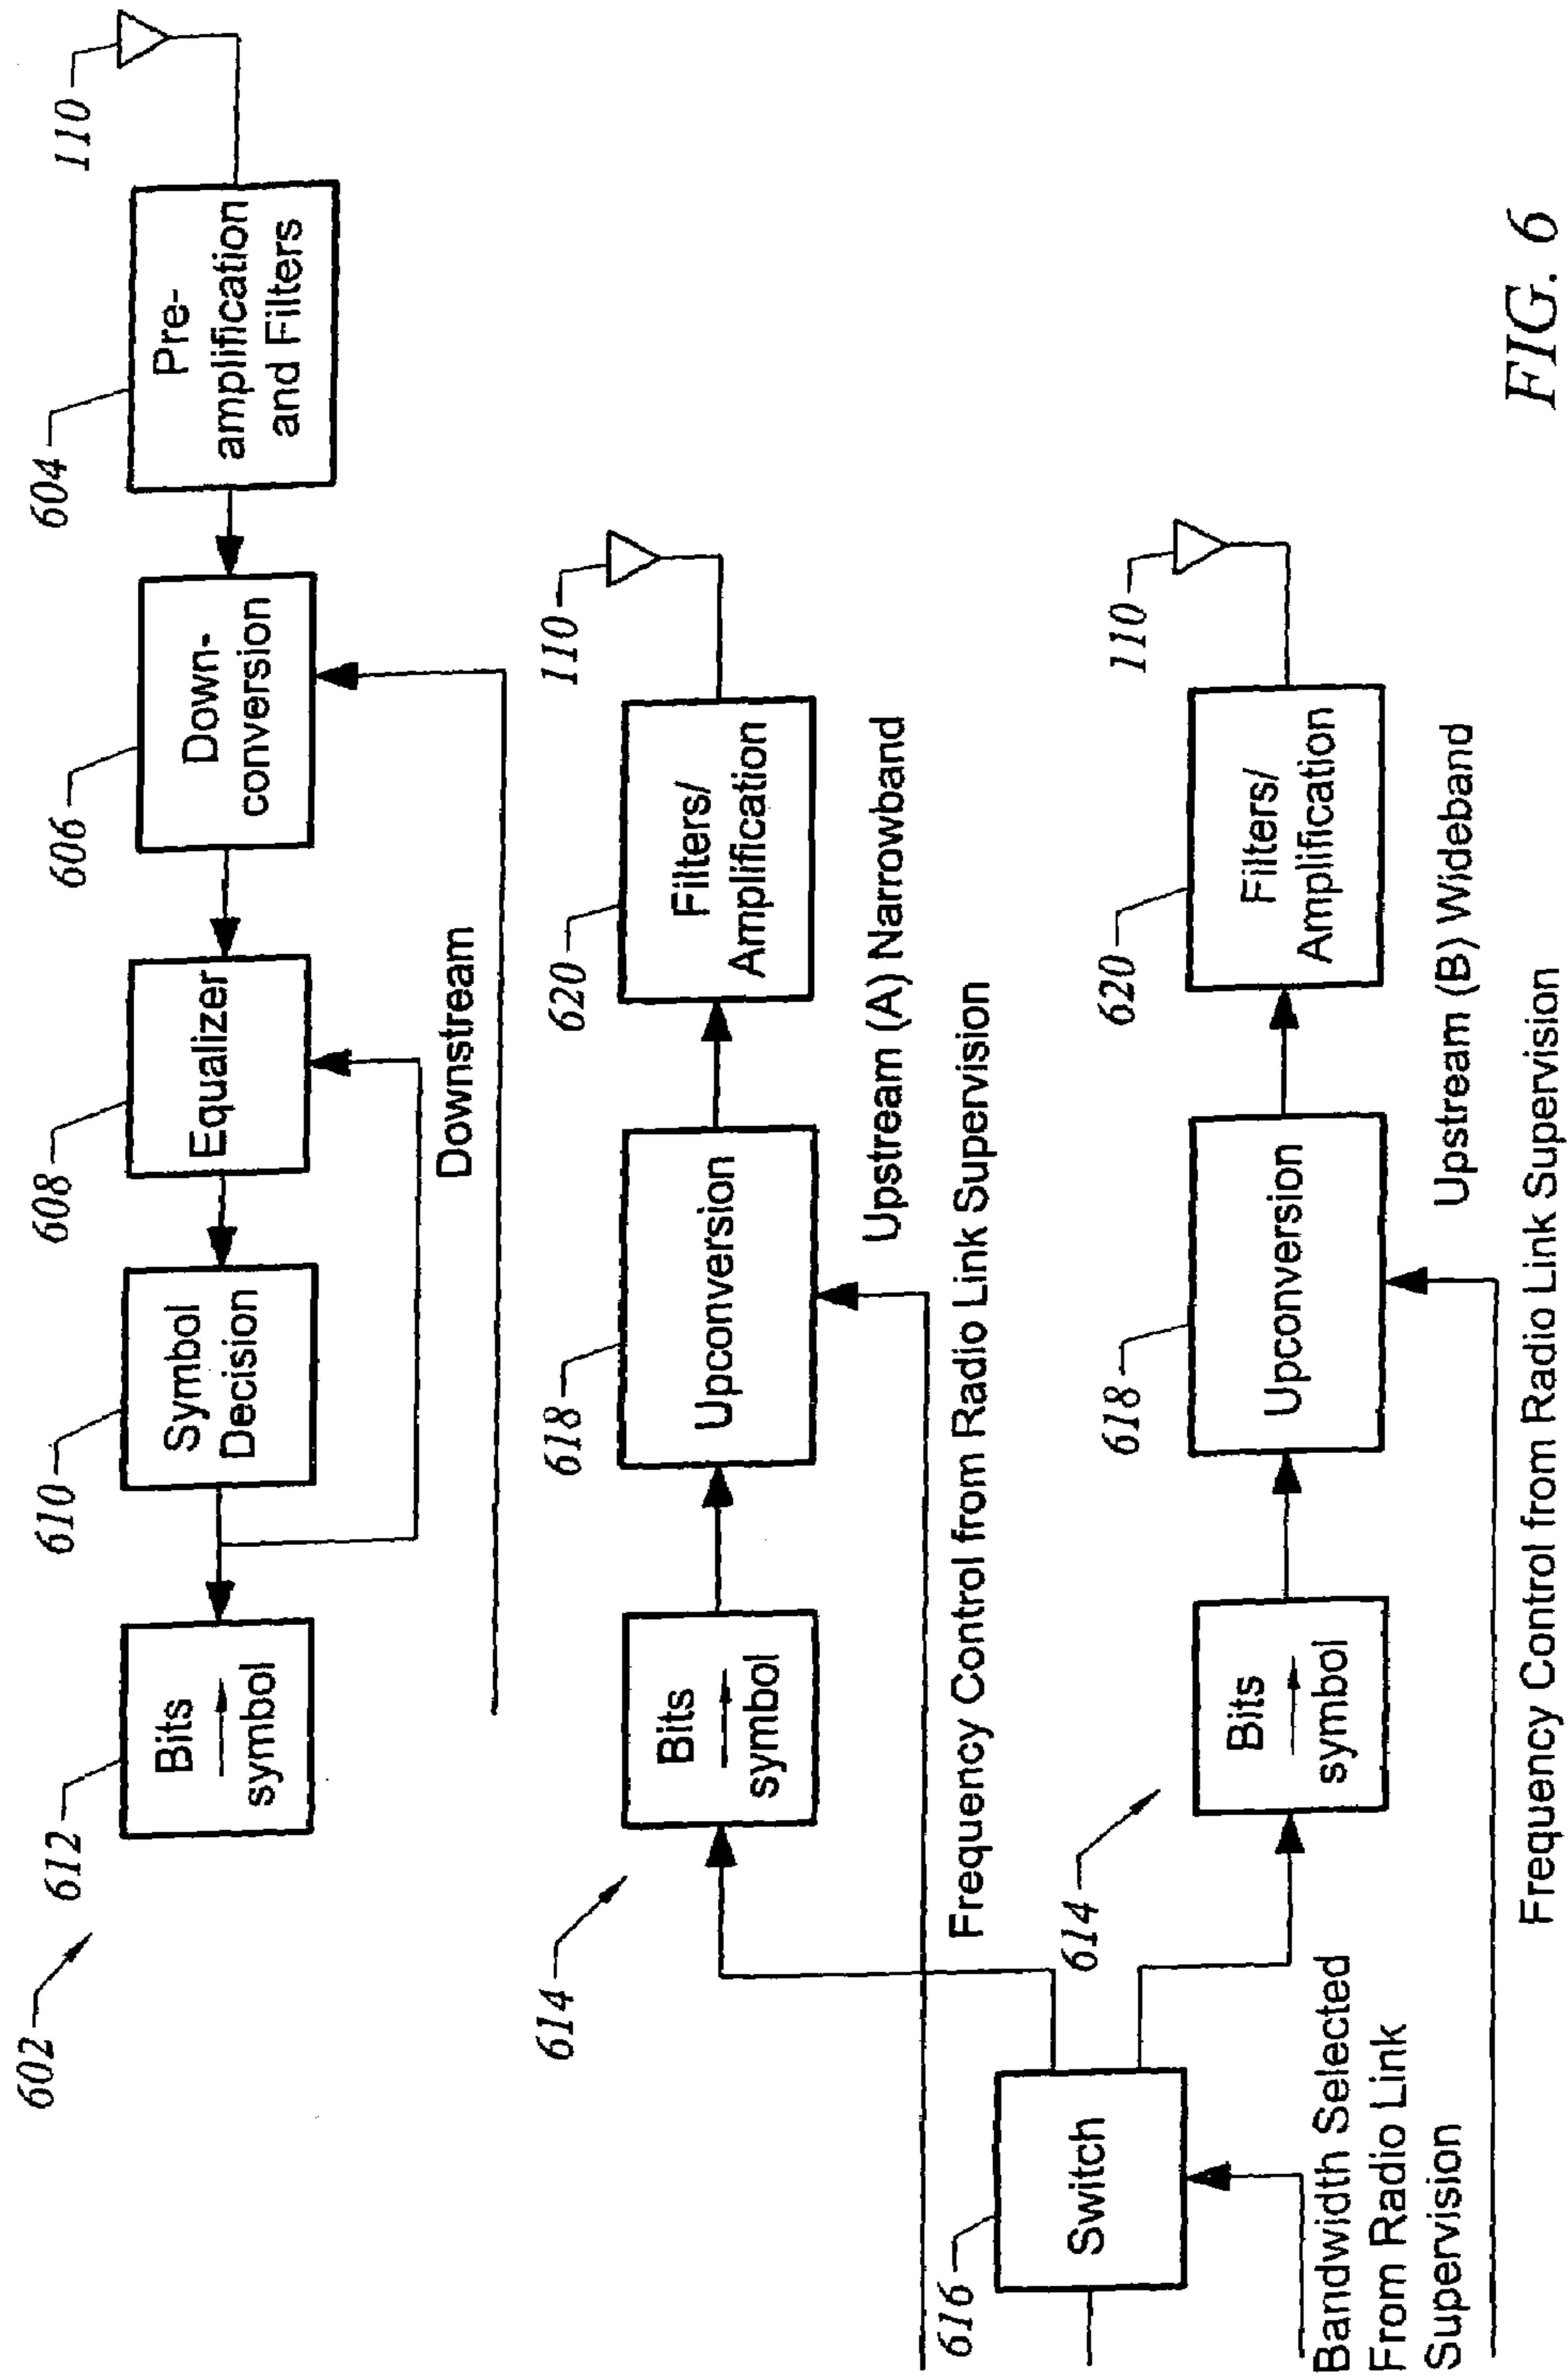 602
612
Bits
symbol
610
Symbol
Decision
608
Equalizer
606
Down-
conversion
604
Pre-
amplification
and Filters
110
Downstream
614
Bits
symbol
618
Upconversion
620
Filters/
Amplification
110
Upstream (A) Narrowband
Frequency Control from Radio Link Supervision
616
Switch
Bandwidth Selected
From Radio Link
Supervision
614
Bits
symbol
618
Upconversion
620
Filters/
Amplification
110
Upstream (B) Wideband
Frequency Control from Radio Link Supervision
FIG. 6